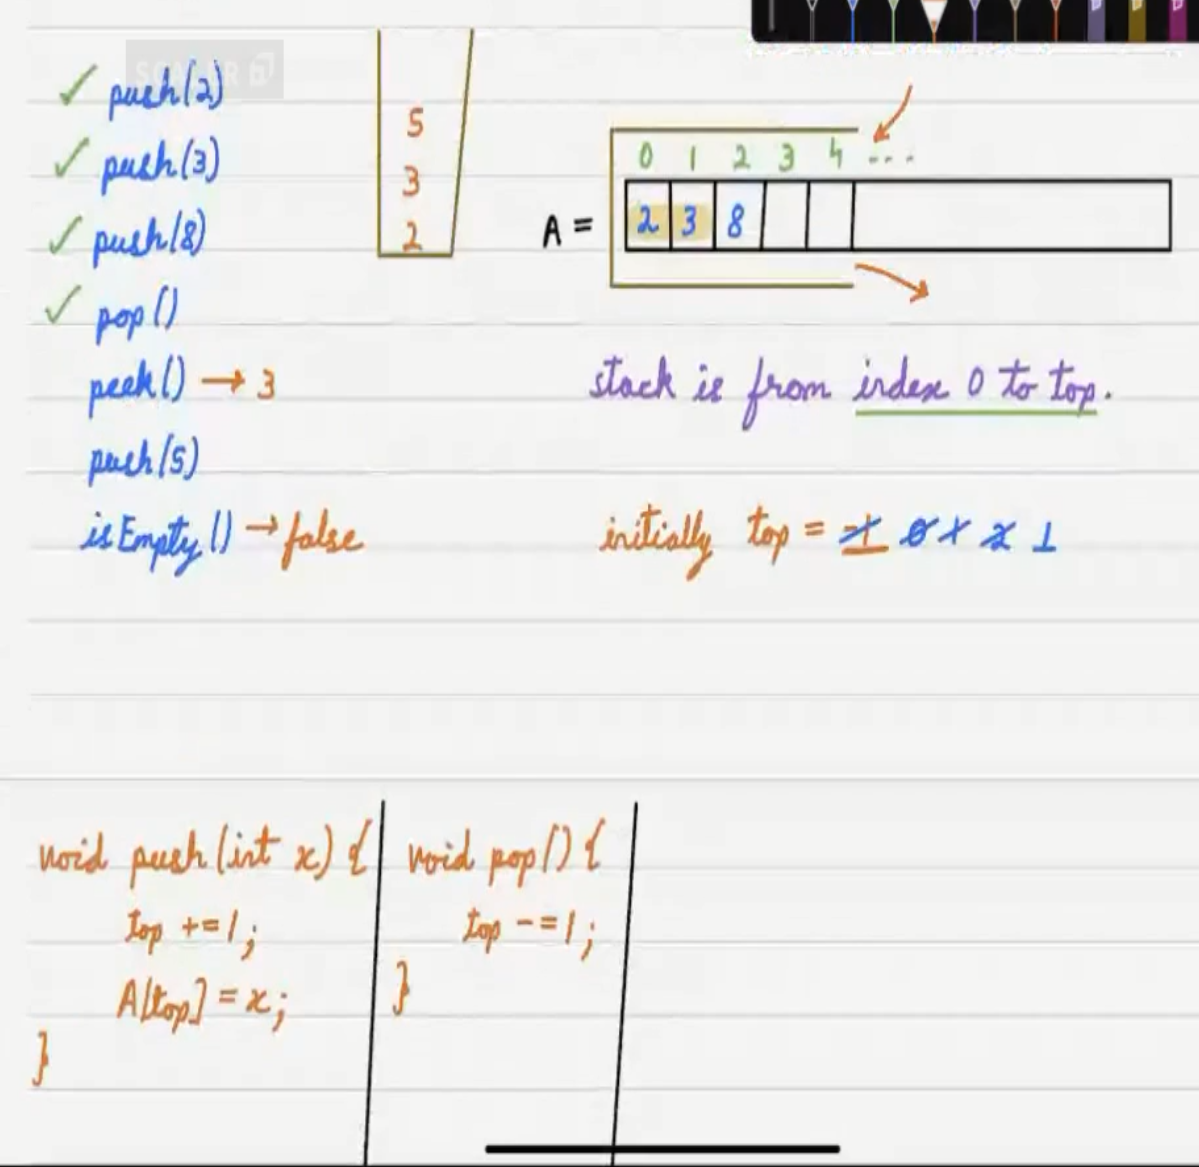 SCALER
✓ push(2)
✓ push(3)
✓ push(8)
✓ pop()
peek() → 3
push(5)
isEmpty() → false
5
3
2
0 1 2 3 4 ...
A = 2 3 8
stack is from index 0 to top.
initially top = -1 0 1 2 1
void push(int x) {
top += 1;
A[top] = x;
}
void pop() {
top -= 1;
}